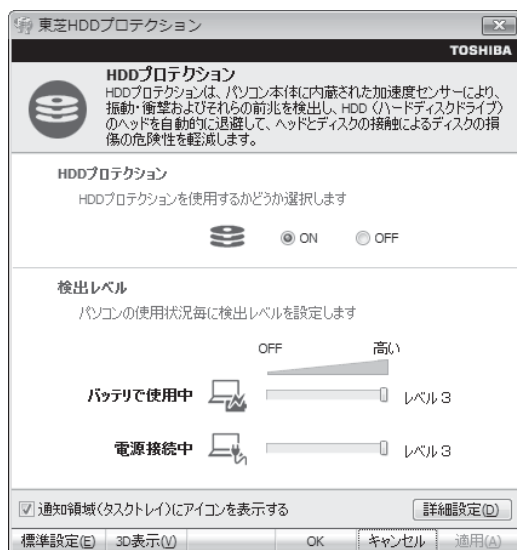 東芝HDDプロテクション
TOSHIBA
HDDプロテクション
HDDプロテクションは、パソコン本体に内蔵された加速度センサーにより、
振動・衝撃およびそれらの前兆を検出し、HDD（ハードディスクドライブ）
のヘッドを自動的に退避して、ヘッドとディスクの接触によるディスクの損
傷の危険性を軽減します。
HDDプロテクション
HDDプロテクションを使用するかどうか選択します
ON OFF
検出レベル
パソコンの使用状況毎に検出レベルを設定します
OFF 高い
バッテリで使用中 レベル 3
電源接続中 レベル 3
通知領域(タスクトレイ)にアイコンを表示する 詳細設定(D)
標準設定(E) 3D表示(V) OK キャンセル 適用(A)